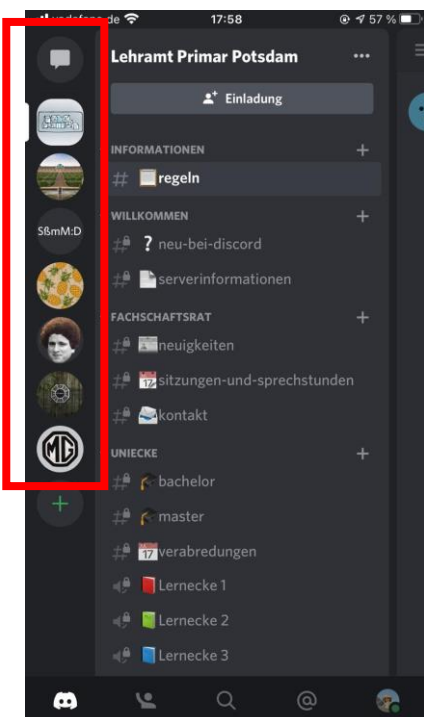 17:58
57 %
Lehramt Primar Potsdam
Einladung
INFORMATIONEN
regeln
WILLKOMMEN
neu-bei-discord
serverinformationen
FACHSCHAFTSRAT
neuigkeiten
sitzungen-und-sprechstunden
kontakt
UNIECKE
bachelor
master
verabredungen
Lernecke 1
Lernecke 2
Lernecke 3
SßmM:D
MG